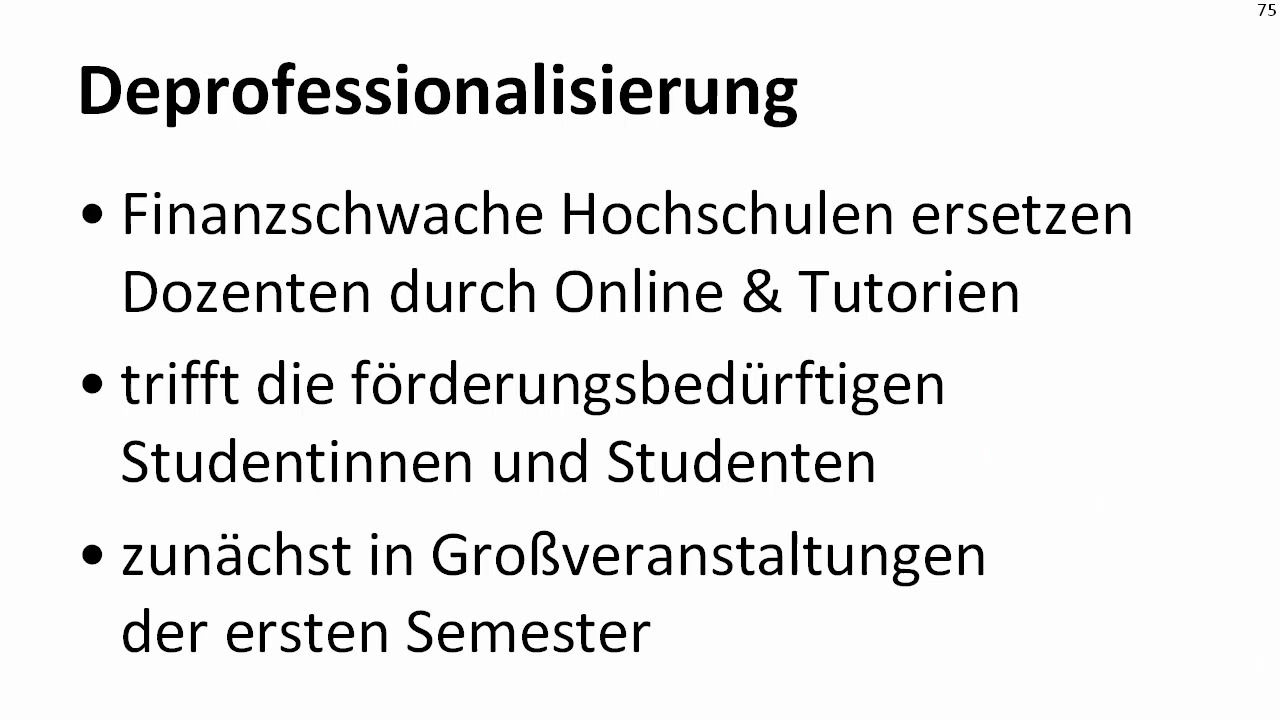 75
Deprofessionalisierung
• Finanzschwache Hochschulen ersetzen
Dozenten durch Online & Tutorien
• trifft die förderungsbedürftigen
Studentinnen und Studenten
• zunächst in Großveranstaltungen
der ersten Semester